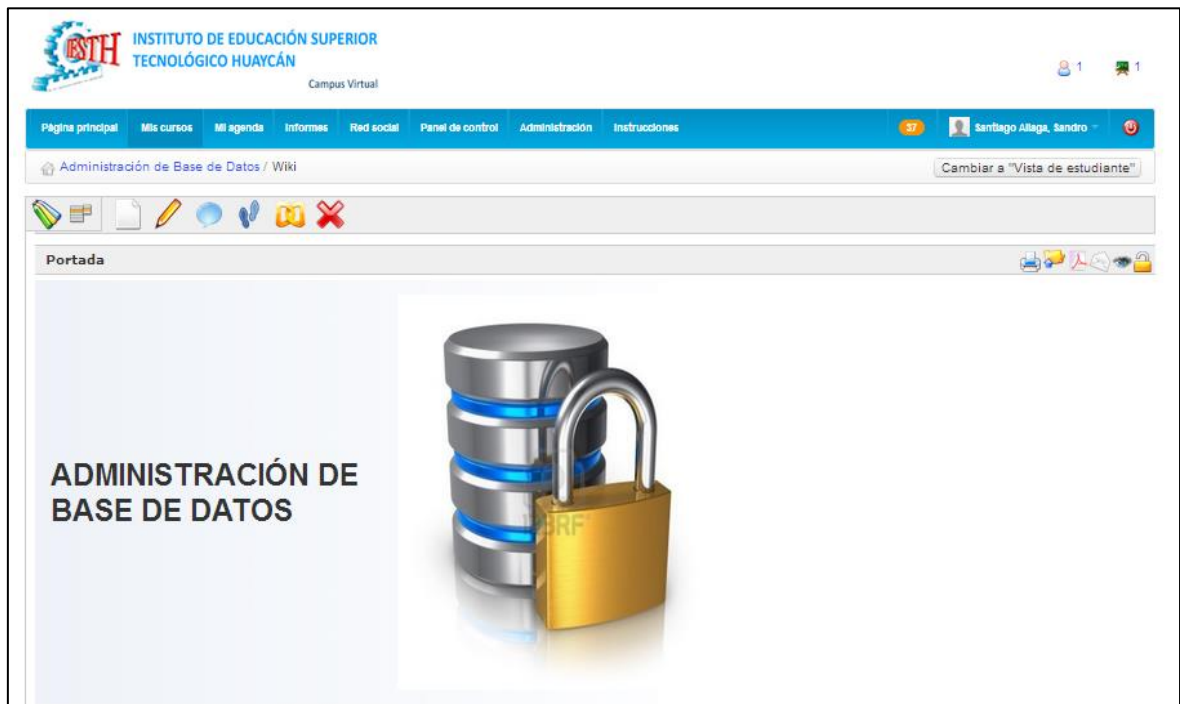 IESTH
INSTITUTO DE EDUCACIÓN SUPERIOR
TECNOLÓGICO HUAYCÁN
Campus Virtual
1 1
Página principal Mis cursos Mi agenda Informes Red social Panel de control Administración Instrucciones 37 Santiago Aliaga, Sandro
Administración de Base de Datos / Wiki Cambiar a "Vista de estudiante"
Portada
ADMINISTRACIÓN DE
BASE DE DATOS